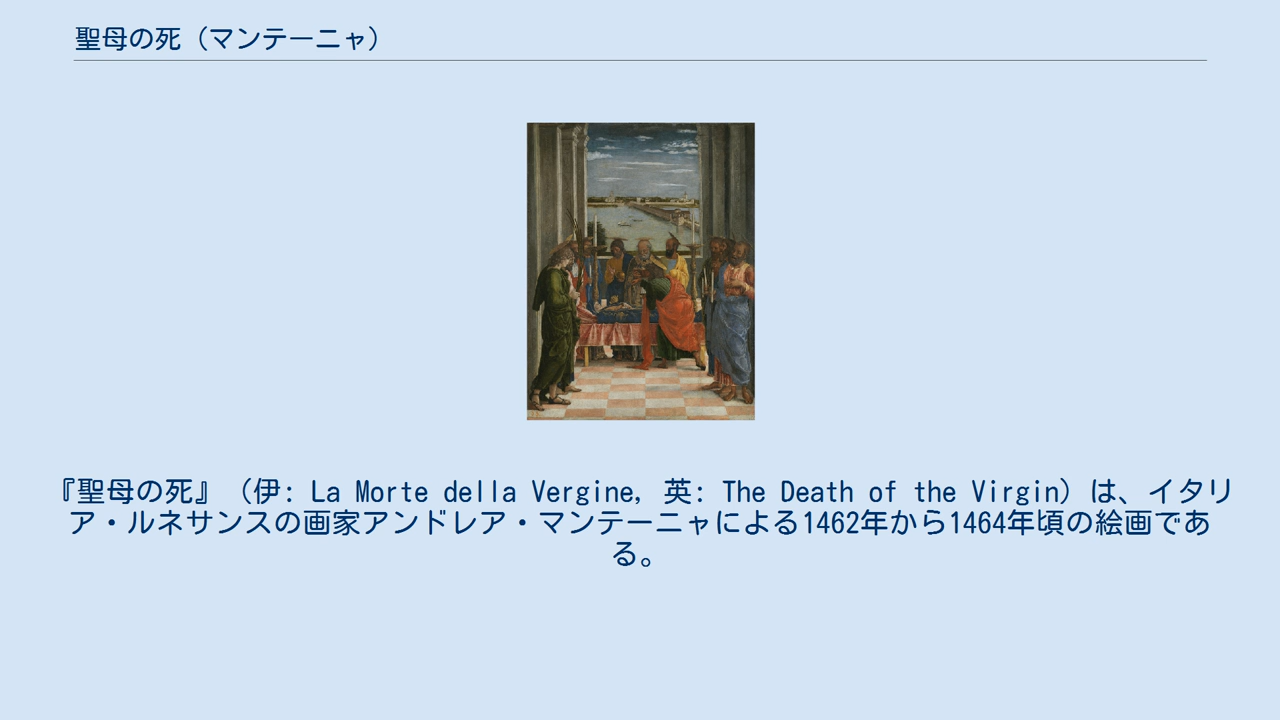 聖母の死（マンテーニャ）
『聖母の死』（伊: La Morte della Vergine, 英: The Death of the Virgin）は、イタリ
ア・ルネサンスの画家アンドレア・マンテーニャによる1462年から1464年頃の絵画であ
る。